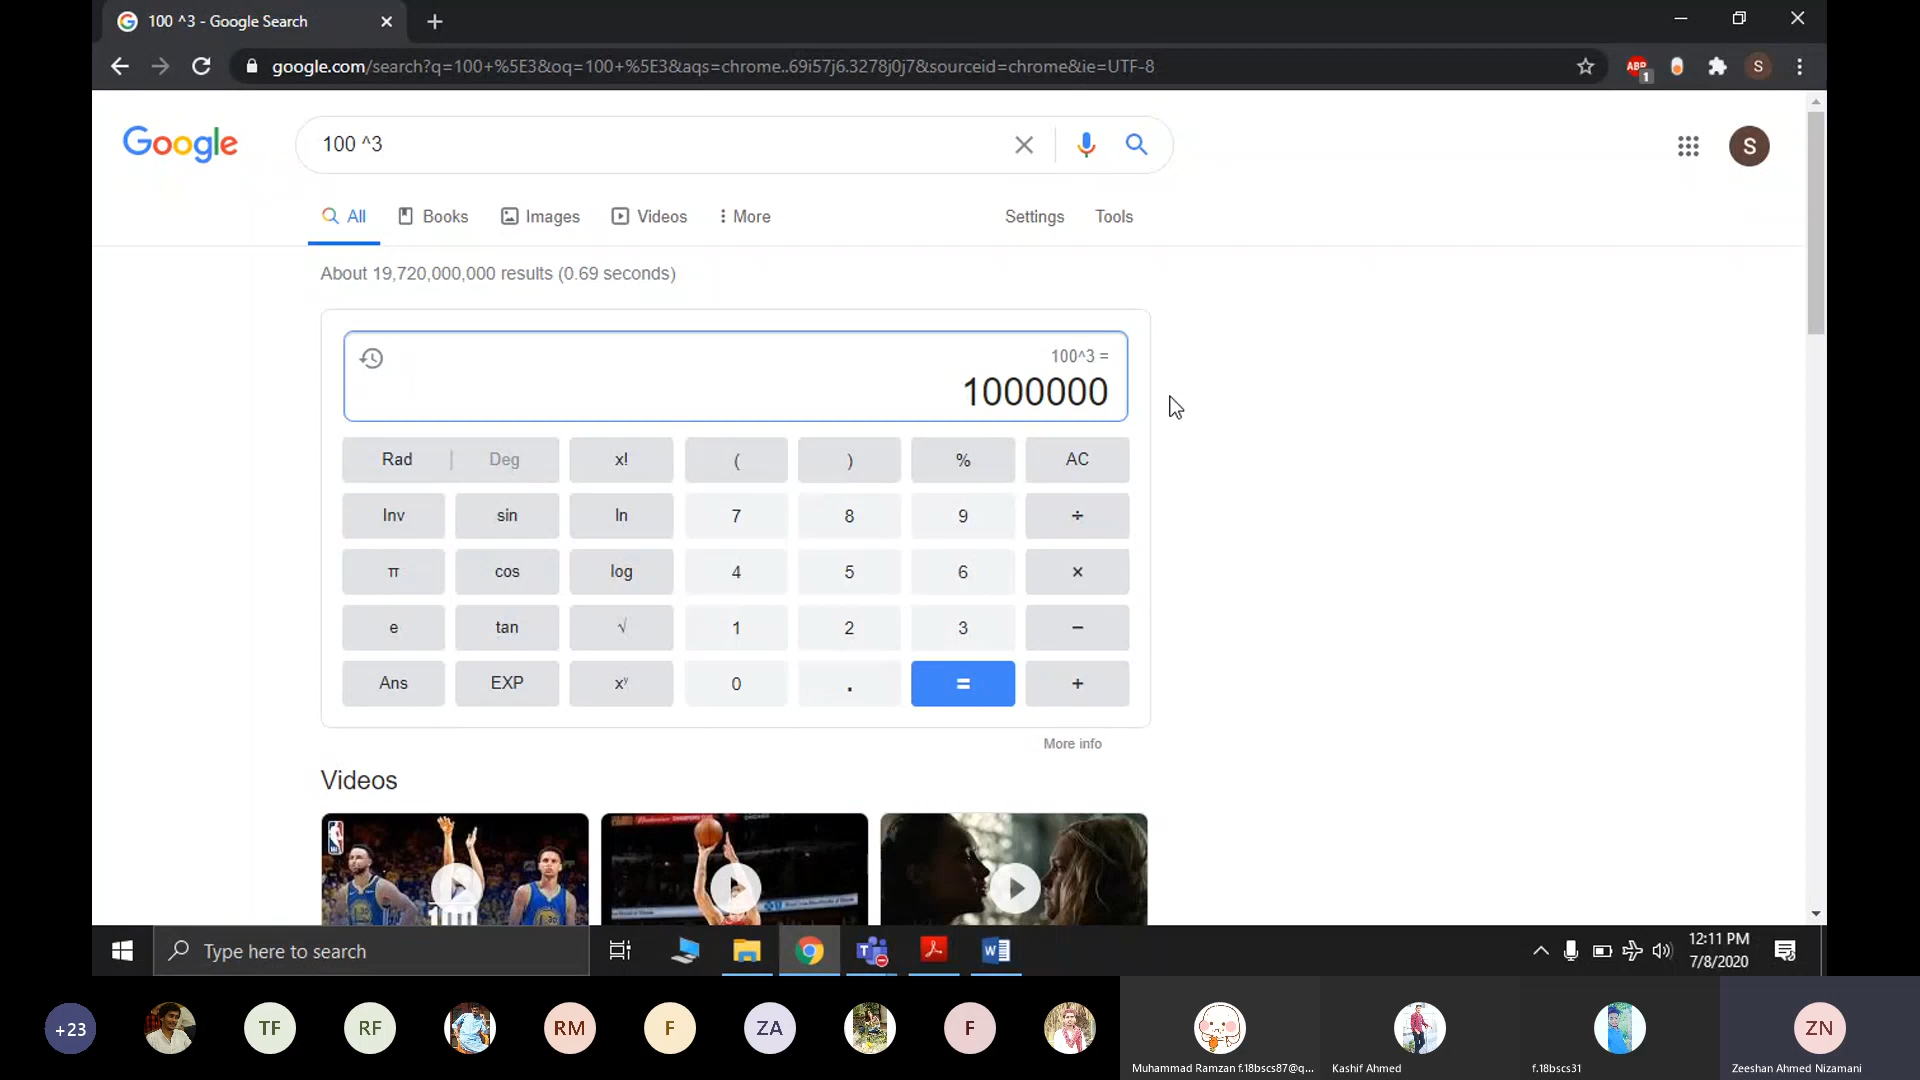 100 ^3 - Google Search
google.com/search?q=100+%5E3&oq=100+%5E3&aqs=chrome..69i57j6.3278j0j7&sourceid=chrome&ie=UTF-8
ABP
1
S
Google
100 ^3
S
All
Books
Images
Videos
More
Settings
Tools
About 19,720,000,000 results (0.69 seconds)
100^3 =
1000000
Rad | Deg
x!
(
)
%
AC
Inv
sin
ln
7
8
9
÷
π
cos
log
4
5
6
×
e
tan
√
1
2
3
−
Ans
EXP
xʸ
0
.
=
+
More info
Videos
100
Type here to search
12:11 PM
7/8/2020
+23
TF
RF
RM
F
ZA
F
ZN
Muhammad Ramzan f.18bscs87@q...
Kashif Ahmed
f.18bscs31
Zeeshan Ahmed Nizamani